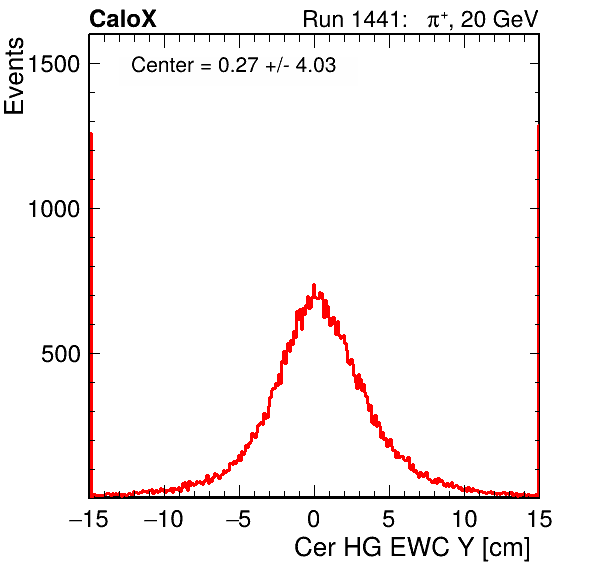 CaloX
Run 1441: π⁺, 20 GeV
Events
Center = 0.27 +/- 4.03
1500
1000
500
−15 −10 −5 0 5 10 15
Cer HG EWC Y [cm]